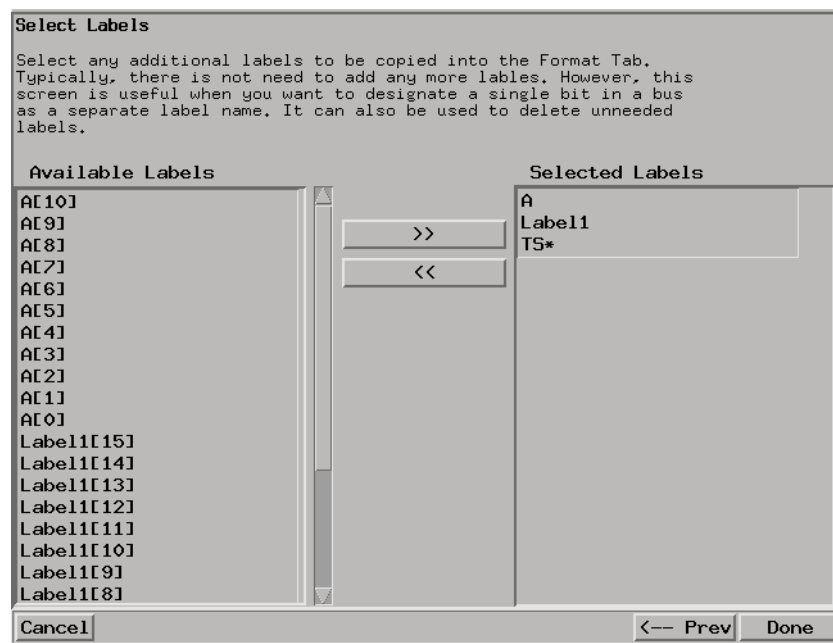 Select Labels
Select any additional labels to be copied into the Format Tab.
Typically, there is not need to add any more lables. However, this
screen is useful when you want to designate a single bit in a bus
as a separate label name. It can also be used to delete unneeded
labels.
Available Labels
A[10]
A[9]
A[8]
A[7]
A[6]
A[5]
A[4]
A[3]
A[2]
A[1]
A[0]
Label1[15]
Label1[14]
Label1[13]
Label1[12]
Label1[11]
Label1[10]
Label1[9]
Label1[8]
>>
<<
Selected Labels
A
Label1
TS*
Cancel
<-- Prev
Done